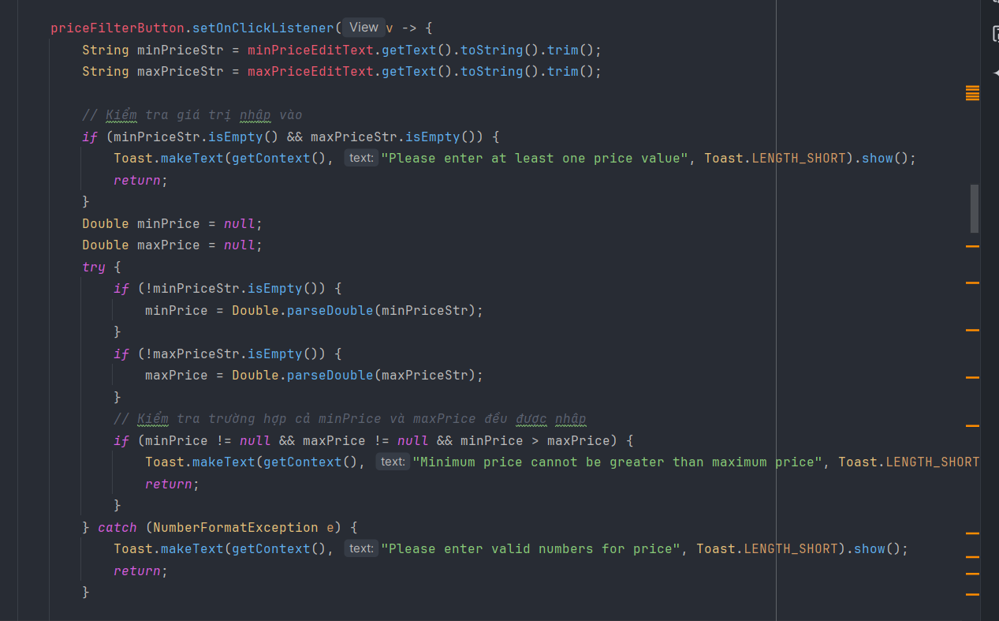 priceFilterButton.setOnClickListener( View v -> {
String minPriceStr = minPriceEditText.getText().toString().trim();
String maxPriceStr = maxPriceEditText.getText().toString().trim();
// Kiểm tra giá trị nhập vào
if (minPriceStr.isEmpty() && maxPriceStr.isEmpty()) {
Toast.makeText(getContext(), text: "Please enter at least one price value", Toast.LENGTH_SHORT).show();
return;
}
Double minPrice = null;
Double maxPrice = null;
try {
if (!minPriceStr.isEmpty()) {
minPrice = Double.parseDouble(minPriceStr);
}
if (!maxPriceStr.isEmpty()) {
maxPrice = Double.parseDouble(maxPriceStr);
}
// Kiểm tra trường hợp cả minPrice và maxPrice đều được nhập
if (minPrice != null && maxPrice != null && minPrice > maxPrice) {
Toast.makeText(getContext(), text: "Minimum price cannot be greater than maximum price", Toast.LENGTH_SHORT
return;
}
} catch (NumberFormatException e) {
Toast.makeText(getContext(), text: "Please enter valid numbers for price", Toast.LENGTH_SHORT).show();
return;
}